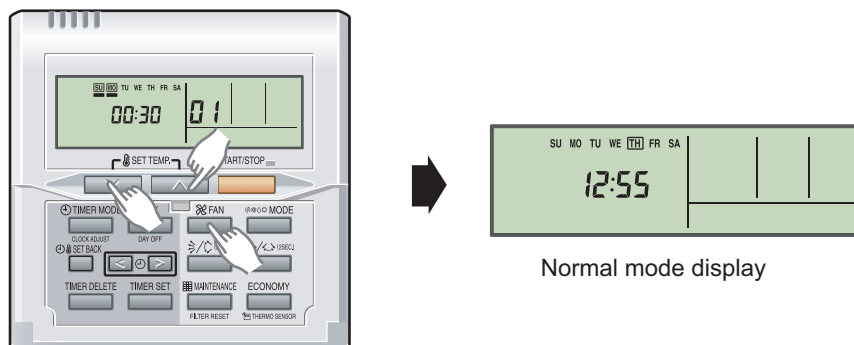 SU MO TU WE TH FR SA
00:30 01
SET TEMP. START/STOP
TIMER MODE FAN MODE
CLOCK ADJUST DAY OFF
SET BACK (2SEC.)
TIMER DELETE TIMER SET MAINTENANCE ECONOMY
FILTER RESET THERMO SENSOR
SU MO TU WE TH FR SA
12:55
Normal mode display